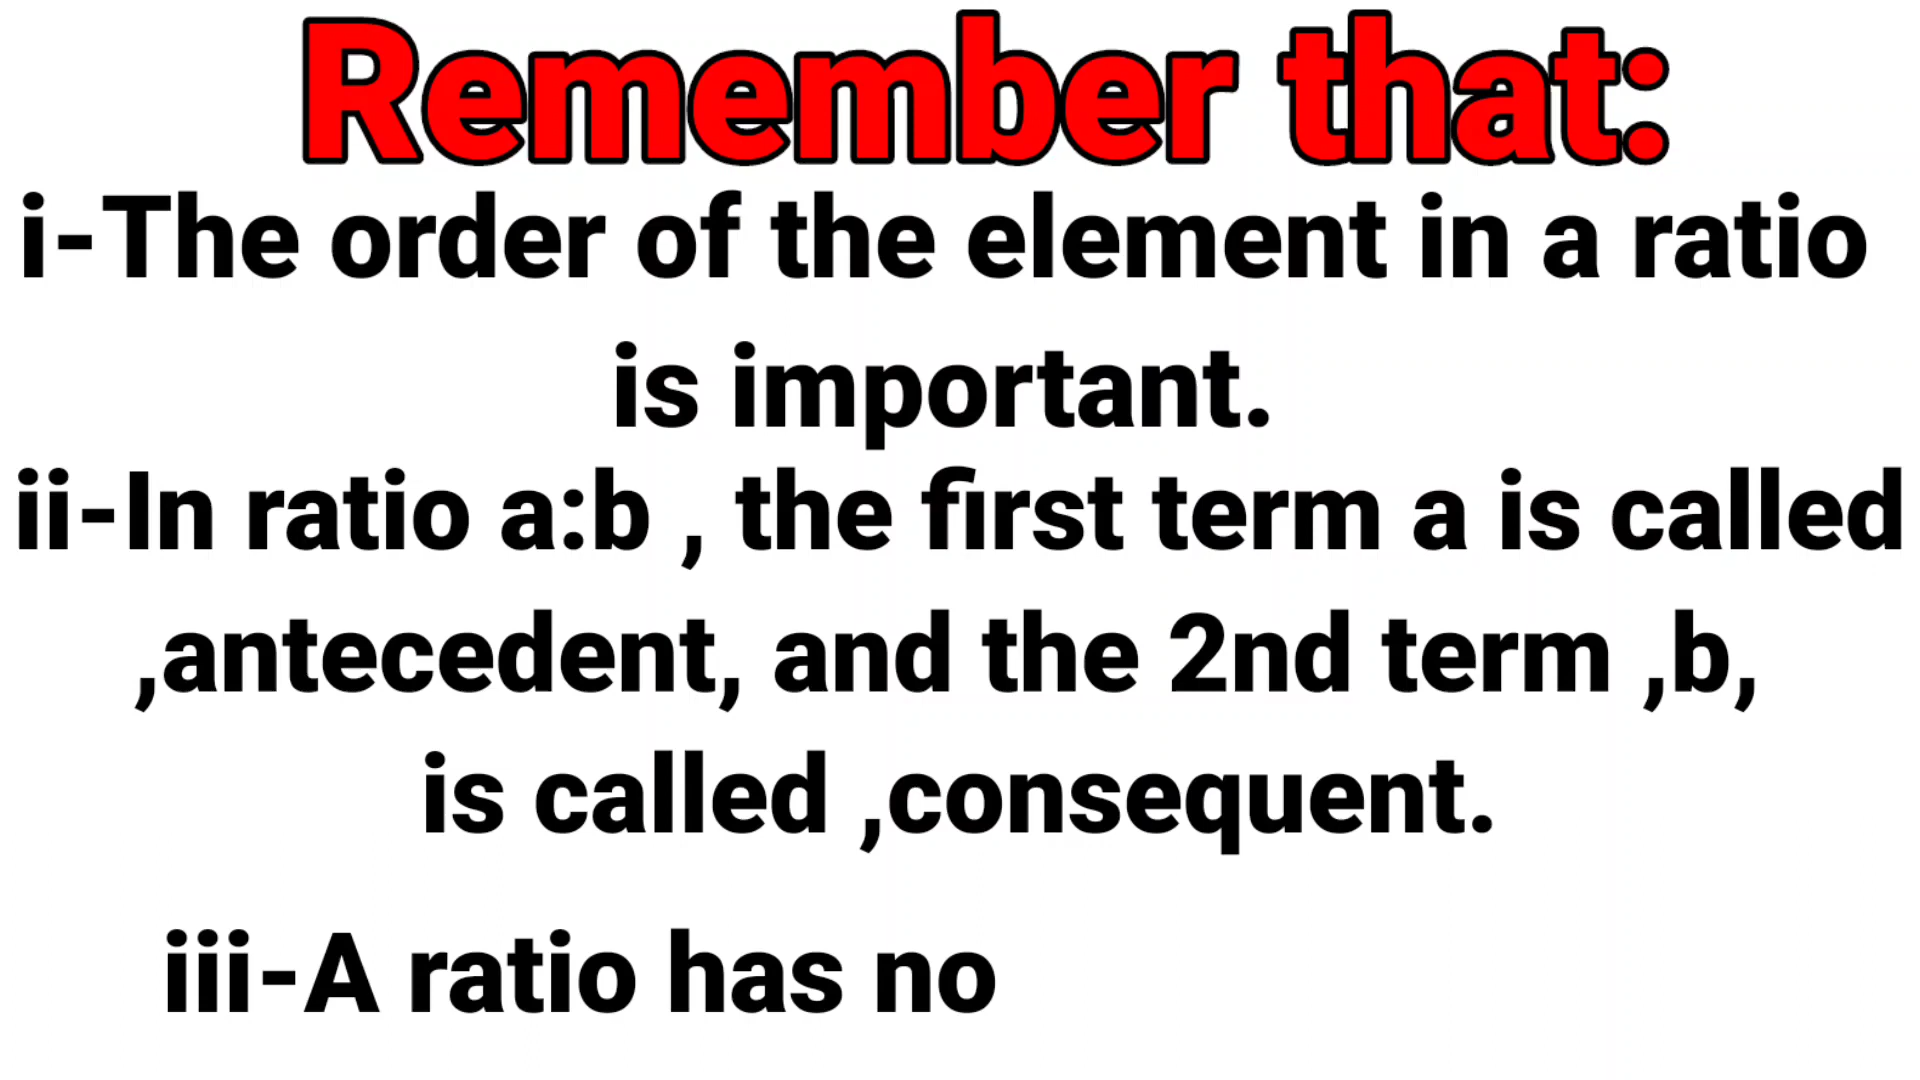 Remember that:
i-The order of the element in a ratio
is important.
ii-In ratio a:b , the first term a is called
,antecedent, and the 2nd term ,b,
is called ,consequent.
iii-A ratio has no